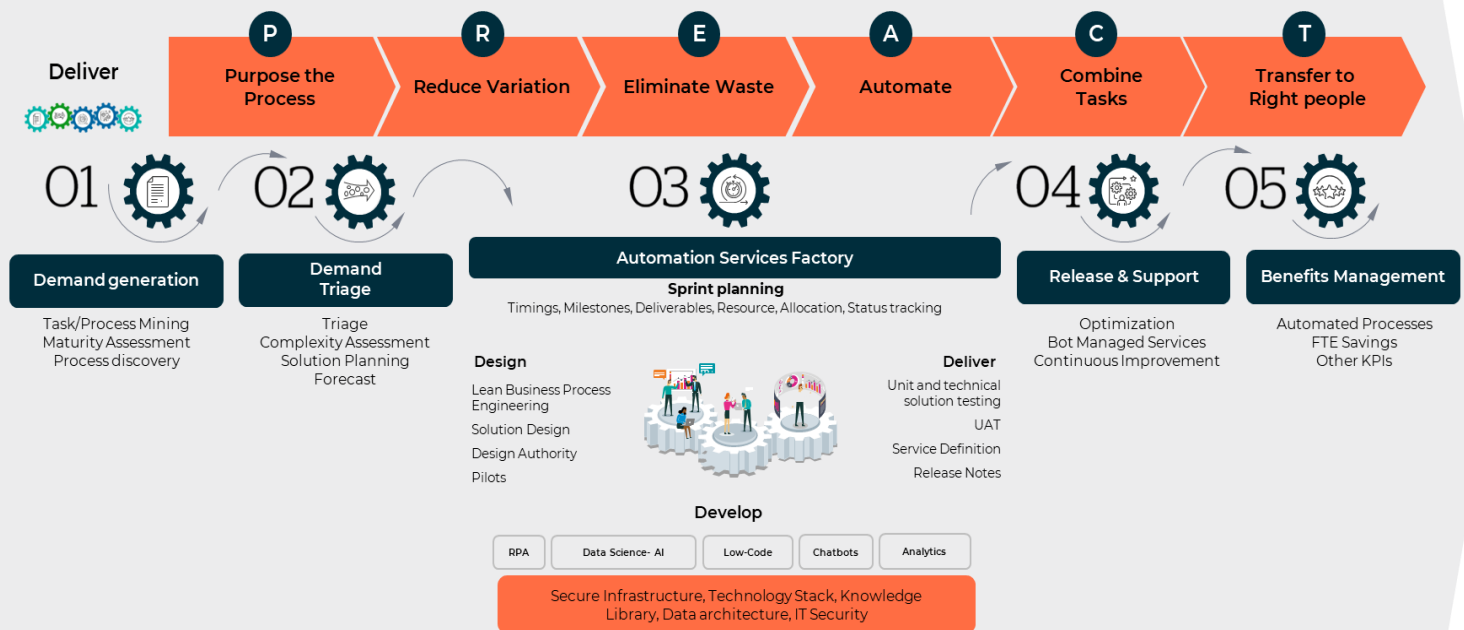 P
R
E
A
C
T
Deliver
Purpose the
Process
Reduce Variation
Eliminate Waste
Automate
Combine
Tasks
Transfer to
Right people
01
02
03
04
05
Demand generation
Task/Process Mining
Maturity Assessment
Process discovery
Demand
Triage
Triage
Complexity Assessment
Solution Planning
Forecast
Automation Services Factory
Sprint planning
Timings, Milestones, Deliverables, Resource, Allocation, Status tracking
Design
Lean Business Process
Engineering
Solution Design
Design Authority
Pilots
Deliver
Unit and technical
solution testing
UAT
Service Definition
Release Notes
Develop
RPA
Data Science- AI
Low-Code
Chatbots
Analytics
Secure Infrastructure, Technology Stack, Knowledge
Library, Data architecture, IT Security
Release & Support
Optimization
Bot Managed Services
Continuous Improvement
Benefits Management
Automated Processes
FTE Savings
Other KPIs